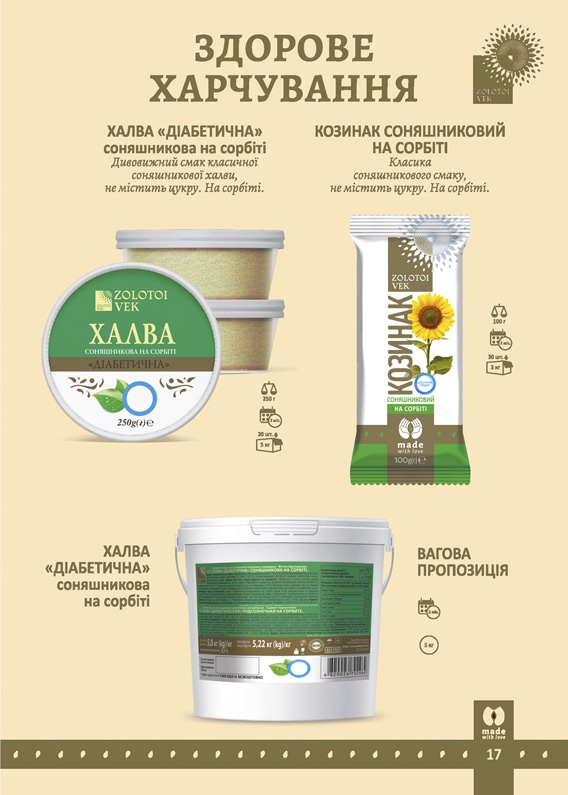 ЗДОРОВЕ
ХАРЧУВАННЯ
ZOLOTOI
VEK
ХАЛВА «ДІАБЕТИЧНА»
соняшникова на сорбіті
Дивовижний смак класичної
соняшникової халви,
не містить цукру. На сорбіті.
КОЗИНАК СОНЯШНИКОВИЙ
НА СОРБІТІ
Класика
соняшникового смаку,
не містить цукру. На сорбіті.
ZOLOTOI
VEK
ХАЛВА
СОНЯШНИКОВА НА СОРБІТІ
«ДІАБЕТИЧНА»
250g(г) ℮
250 г
20 шт.
5 кг
ZOLOTOI
VEK
КОЗИНАК
СОНЯШНИКОВИЙ
НА СОРБІТІ
made
with love
100g(г) ℮
100 г
30 шт.
3 кг
ХАЛВА
«ДІАБЕТИЧНА»
соняшникова
на сорбіті
5,22 кг (kg)/кг
ВАГОВА
ПРОПОЗИЦІЯ
5 кг
made
with love
17